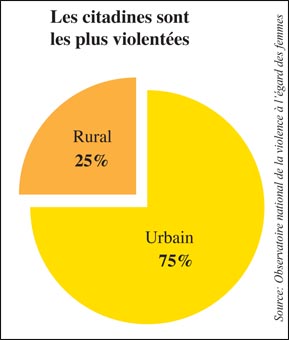 Les citadines sont
les plus violentées
Rural
25%
Urbain
75%
Source: Observatoire national de la violence à l'égard des femmes